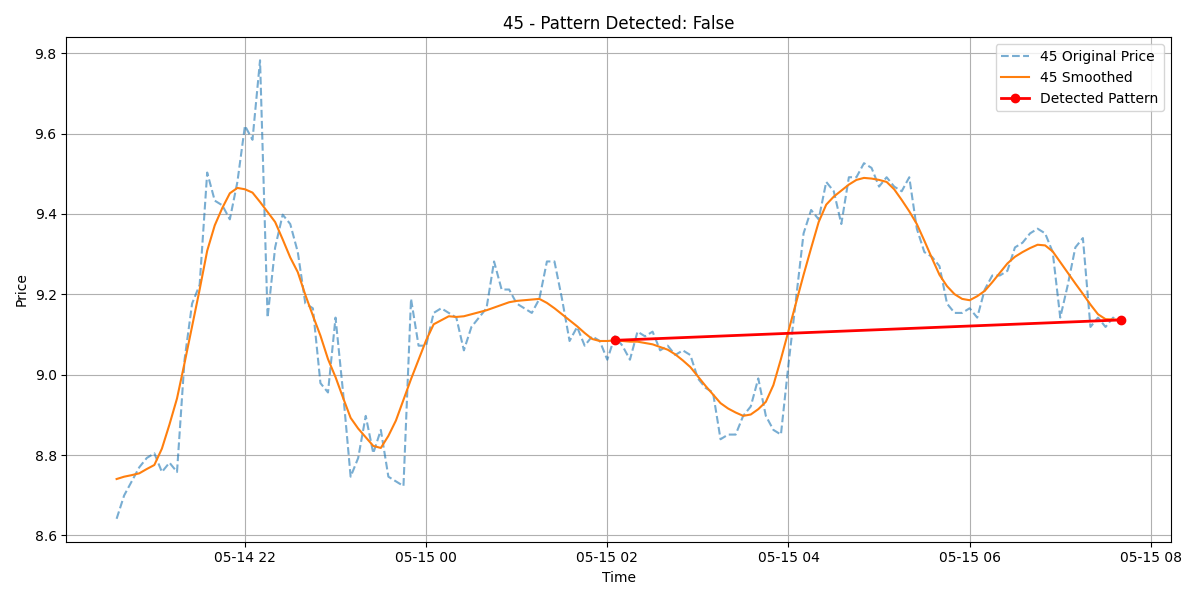 45 - Pattern Detected: False
45 Original Price
45 Smoothed
Detected Pattern
Price
9.8
9.6
9.4
9.2
9.0
8.8
8.6
05-14 22
05-15 00
05-15 02
05-15 04
05-15 06
05-15 08
Time